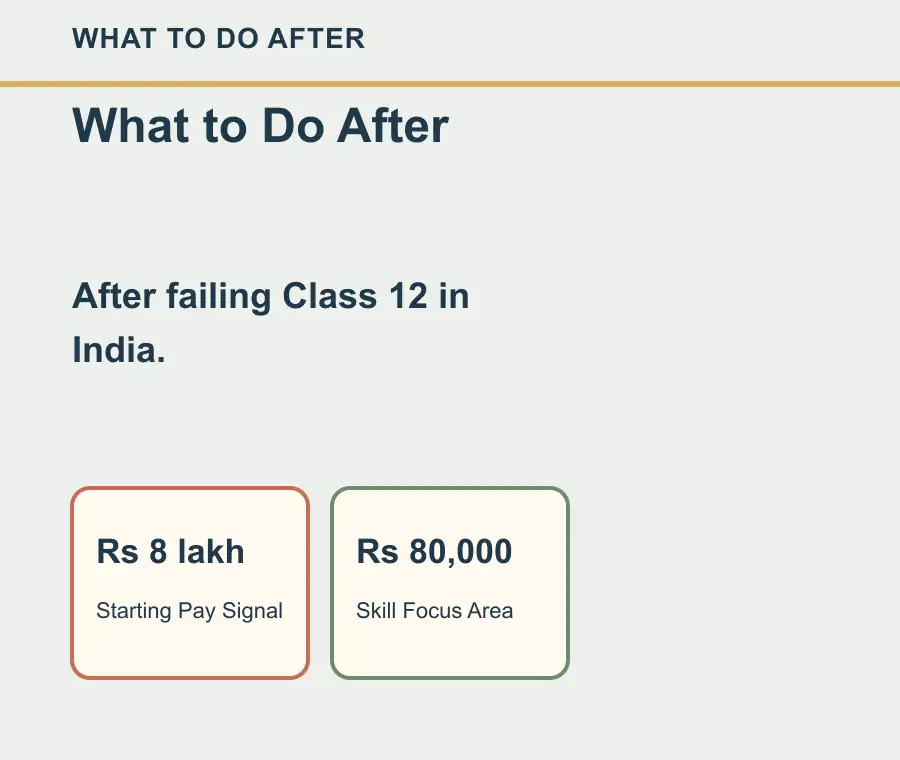 WHAT TO DO AFTER
What to Do After
After failing Class 12 in
India.
Rs 8 lakh
Starting Pay Signal
Rs 80,000
Skill Focus Area